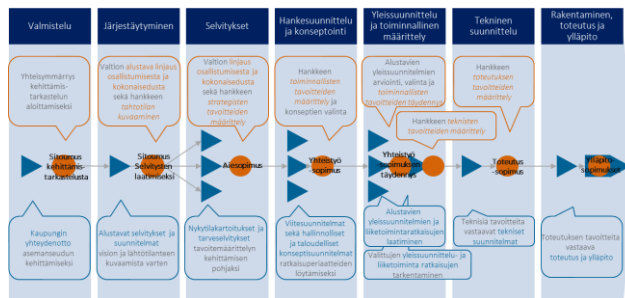 Valmistelu
Järjestäytyminen
Selvitykset
Hankesuunnittelu
ja konseptointi
Yleissuunnittelu
ja toiminnallinen
määrittely
Tekninen
suunnittelu
Rakentaminen,
toteutus ja
ylläpito
Yhteisymmärrys
kehittämis-
tarkastelun
aloittamiseksi
Valtion alustava linjaus
osallistumisesta ja
kokonaisedusta
sekä hankkeen
tahtotilan
kuvaaminen
Valtion linjaus
osallistumisesta ja
kokonaisedusta
sekä hankkeen
strategisten
tavoitteiden
määrittely
Hankkeen
toiminnallisten
tavoitteiden
määrittely ja
konseptien valinta
Alustavien
yleissuunnitelmien
arviointi, valinta ja
toiminnallisten
tavoitteiden täydennys
Hankkeen
toteutuksen
tavoitteiden
määrittely
Hankkeen teknisten
tavoitteiden määrittely
Sitoumus
kehittämis-
tarkastelusta
Sitoumus
Selvitysten
laatimiseksi
Aiesopimus
Yhteistyö
-sopimus
Yhteistyö
-sopimuksen
täydennys
Toteutus
-sopimus
Ylläpito-
sopimukset
Kaupungin
yhteydenotto
asemanseudun
kehittämiseksi
Alustavat selvitykset ja
suunnitelmat
vision ja lähtötilanteen
kuvaamista varten
Nykytilakartoitukset ja
tarveselvitykset
tavoitemäärittelyn
kehittämisen
pohjaksi
Viitesuunnitelmat
sekä hallinnolliset
ja taloudelliset
konseptisuunnitelmat
ratkaisuperiaatteiden
löytämiseksi
Alustavien
yleissuunnitelmien ja
liiketoimintaratkaisujen
laatiminen
Valittujen yleissuunnittelu- ja
liiketoiminta ratkaisujen
tarkentaminen
Teknisiä tavoitteita
vastaavat tekniset
suunnitelmat
Toteutuksen tavoitteita
vastaava
toteutus ja ylläpito